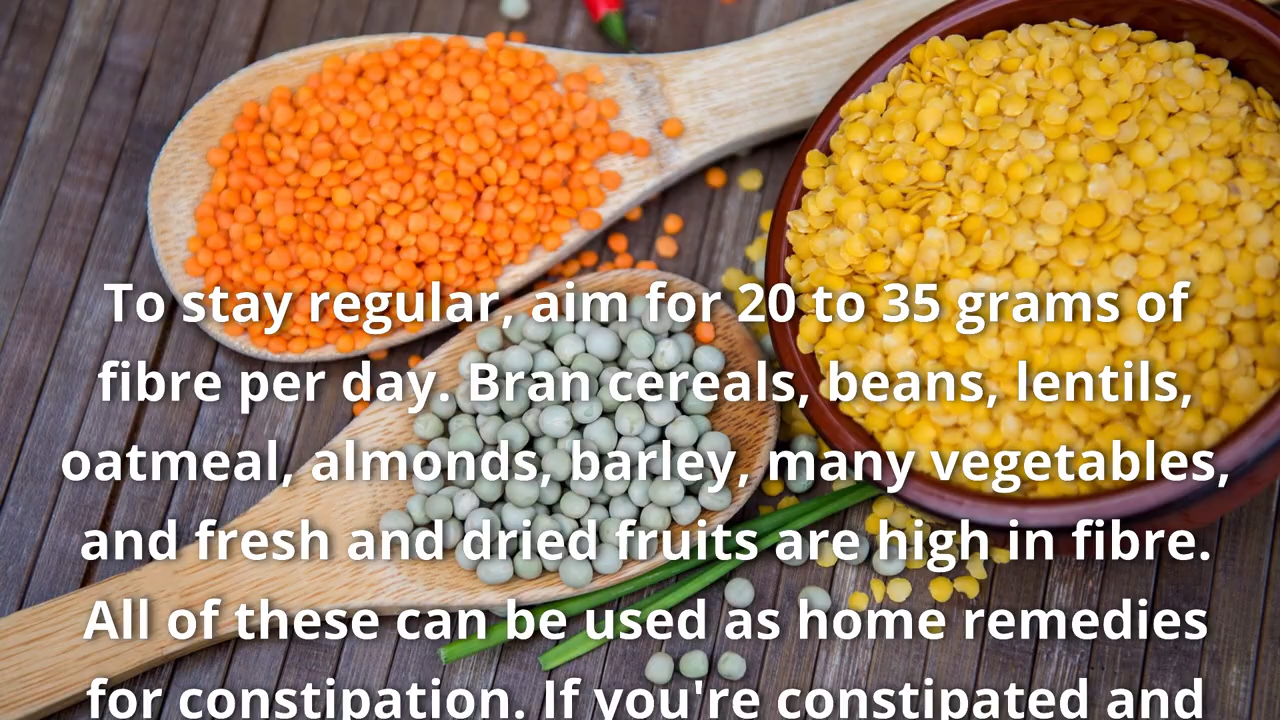 To stay regular, aim for 20 to 35 grams of
fibre per day. Bran cereals, beans, lentils,
oatmeal, almonds, barley, many vegetables,
and fresh and dried fruits are high in fibre.
All of these can be used as home remedies
for constipation. If you're constipated and